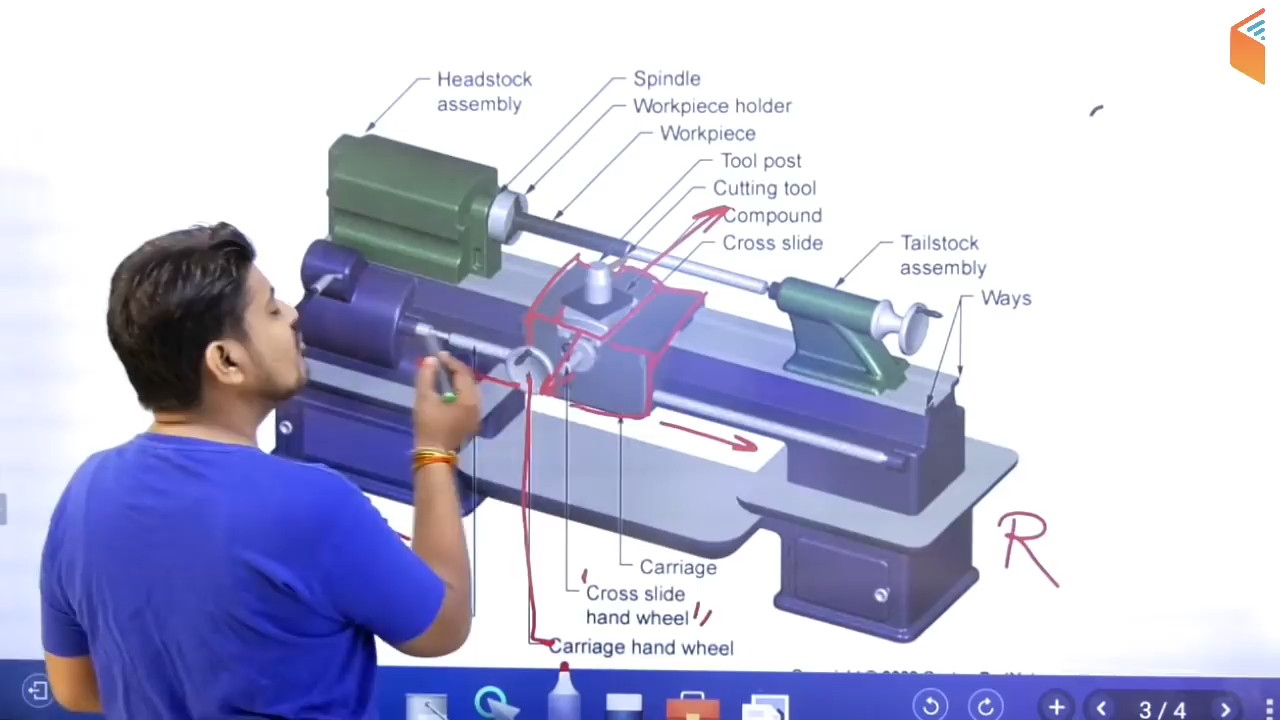 Headstock
assembly
Spindle
Workpiece holder
Workpiece
Tool post
Cutting tool
Compound
Cross slide
Tailstock
assembly
Ways
R
Carriage
Cross slide
hand wheel
Carriage hand wheel
3 / 4